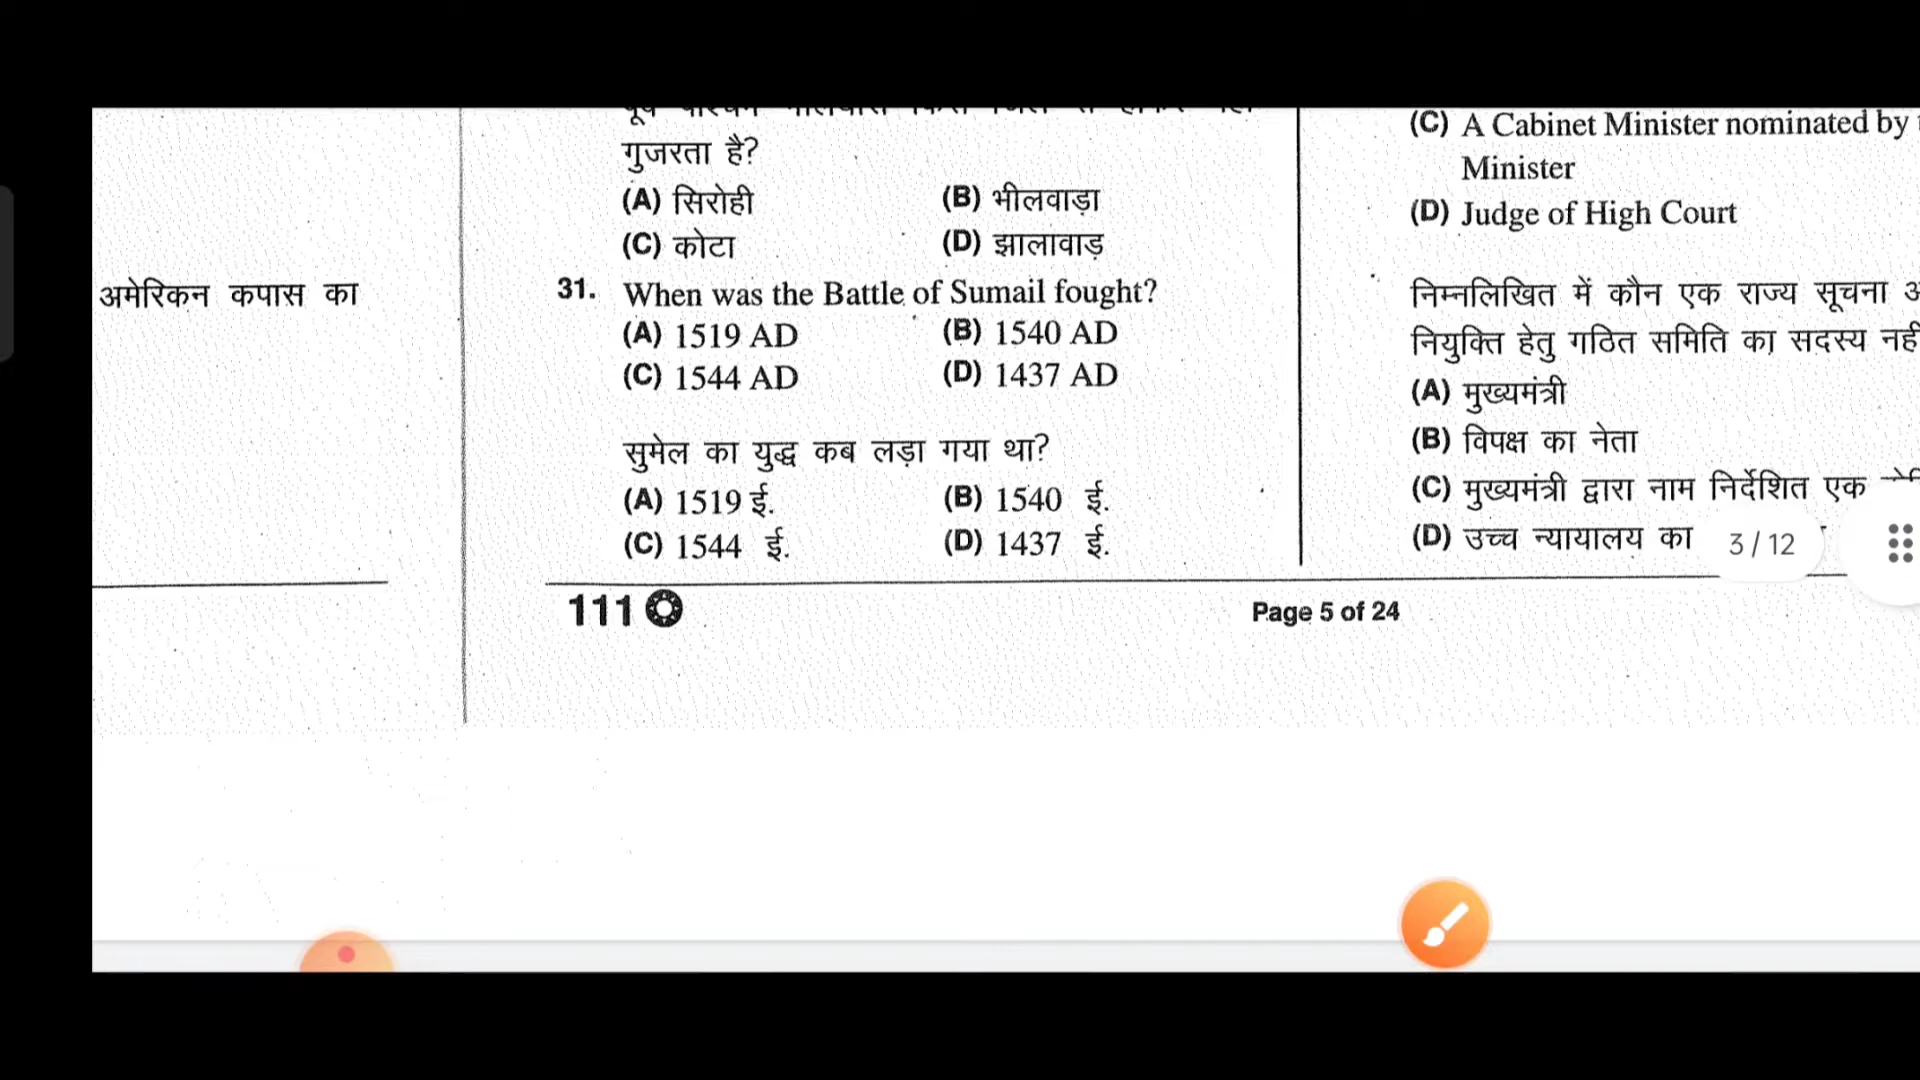 अमेरिकन कपास का
गुजरता है?
(A) सिरोही (B) भीलवाड़ा
(C) कोटा (D) झालावाड़
31. When was the Battle of Sumail fought?
(A) 1519 AD (B) 1540 AD
(C) 1544 AD (D) 1437 AD
सुमेल का युद्ध कब लड़ा गया था?
(A) 1519 ई. (B) 1540 ई.
(C) 1544 ई. (D) 1437 ई.
(C) A Cabinet Minister nominated by
Minister
(D) Judge of High Court
निम्नलिखित में कौन एक राज्य सूचना
नियुक्ति हेतु गठित समिति का सदस्य
(A) मुख्यमंत्री
(B) विपक्ष का नेता
(C) मुख्यमंत्री द्वारा नाम निर्देशित एक
(D) उच्च न्यायालय का
3 / 12
111
Page 5 of 24